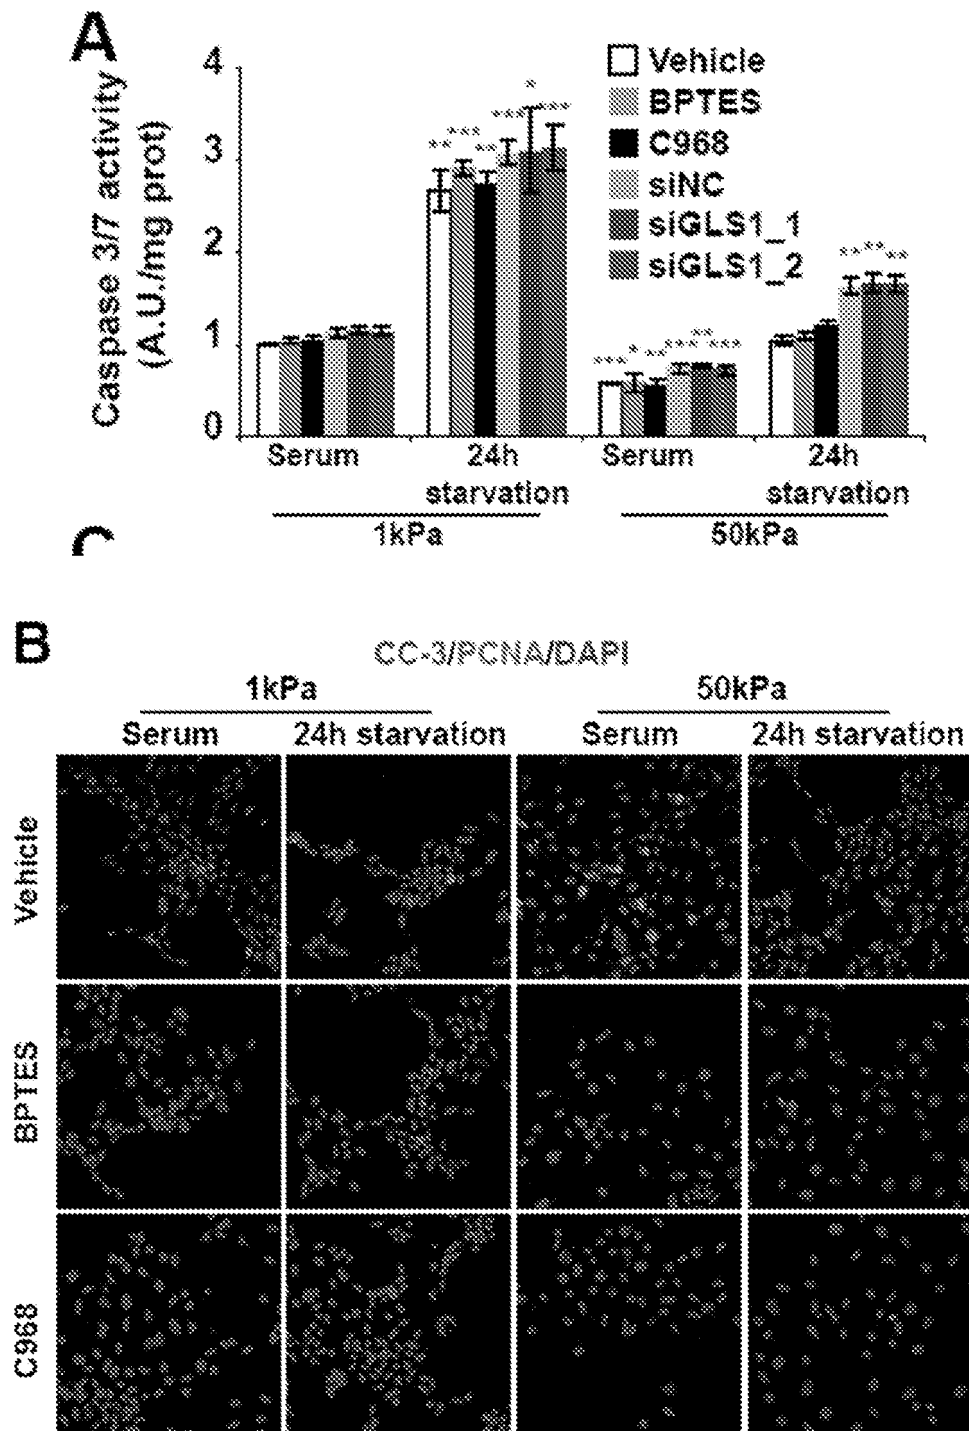 A
Caspase 3/7 activity
(A.U./mg prot)
4
3
2
1
0
Vehicle
BPTES
C968
siNC
siGLS1_1
siGLS1_2
** *** ** *** * ***
*** * ** *** ** ***
** ** **
Serum 24h starvation Serum 24h starvation
1kPa 50kPa
B
CC-3/PCNA/DAPI
1kPa 50kPa
Serum 24h starvation Serum 24h starvation
Vehicle
BPTES
C968